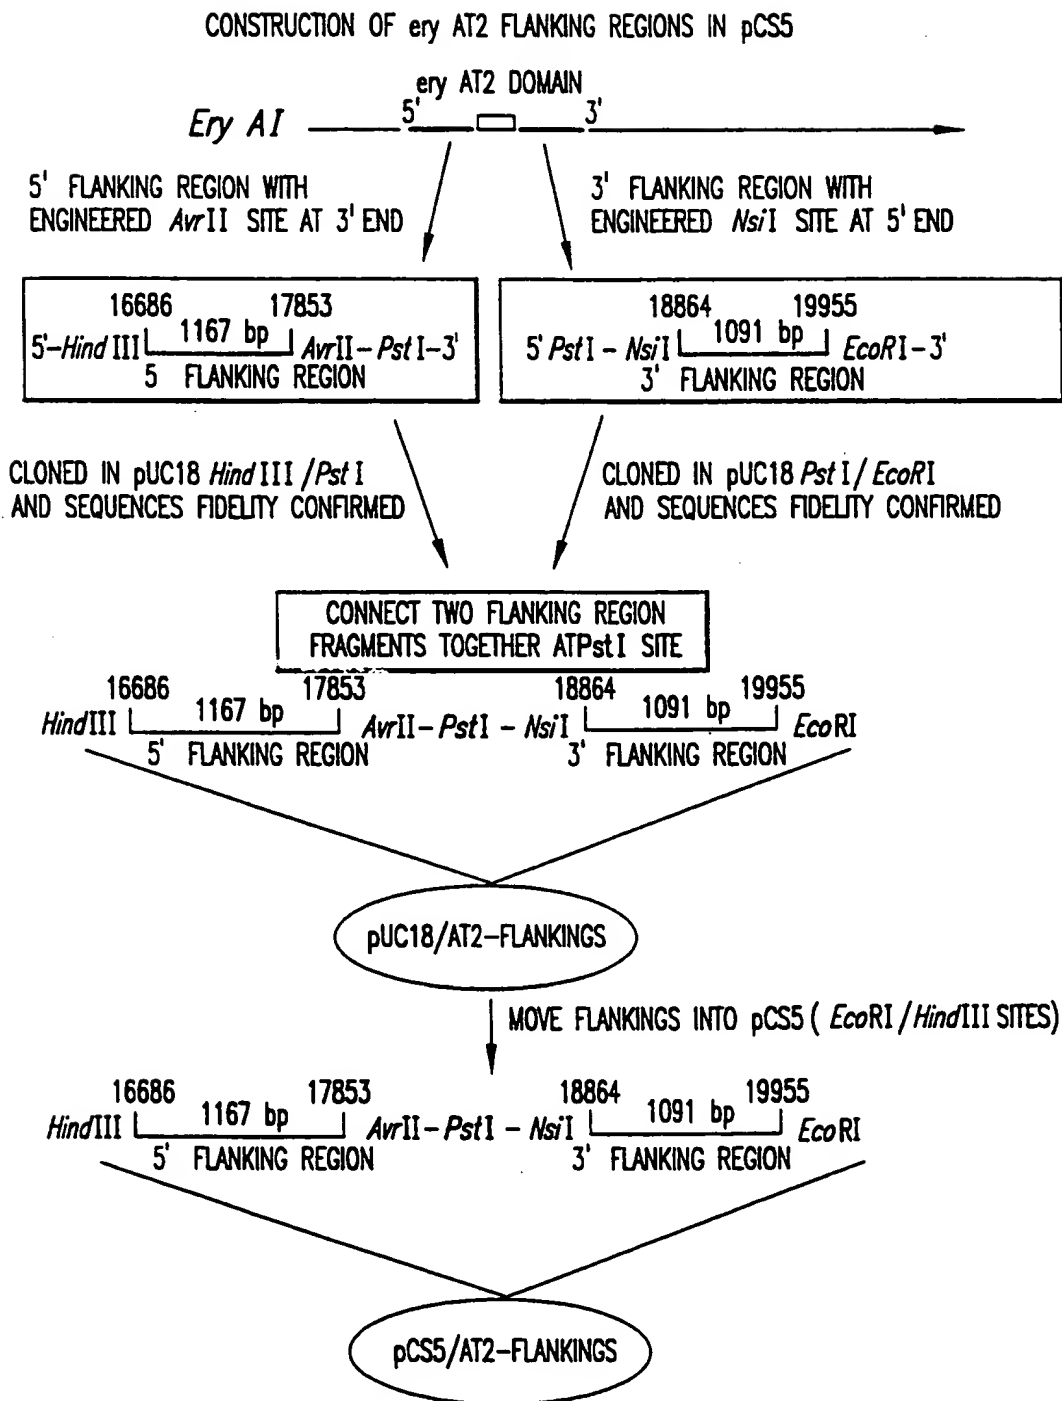 CONSTRUCTION OF ery AT2 FLANKING REGIONS IN pCS5
ery AT2 DOMAIN
5' 3'
Ery AI
5' FLANKING REGION WITH
ENGINEERED AvrII SITE AT 3' END
3' FLANKING REGION WITH
ENGINEERED NsiI SITE AT 5' END
16686 17853
1167 bp
5'-HindIII AvrII-PstI-3'
5 FLANKING REGION
18864 19955
1091 bp
5' PstI - NsiI EcoRI-3'
3' FLANKING REGION
CLONED IN pUC18 HindIII/PstI
AND SEQUENCES FIDELITY CONFIRMED
CLONED IN pUC18 PstI/EcoRI
AND SEQUENCES FIDELITY CONFIRMED
CONNECT TWO FLANKING REGION
FRAGMENTS TOGETHER ATPstI SITE
16686 17853 18864 19955
1167 bp 1091 bp
HindIII AvrII-PstI - NsiI EcoRI
5' FLANKING REGION 3' FLANKING REGION
pUC18/AT2-FLANKINGS
MOVE FLANKINGS INTO pCS5 ( EcoRI/HindIII SITES)
16686 17853 18864 19955
1167 bp 1091 bp
HindIII AvrII-PstI - NsiI EcoRI
5' FLANKING REGION 3' FLANKING REGION
pCS5/AT2-FLANKINGS